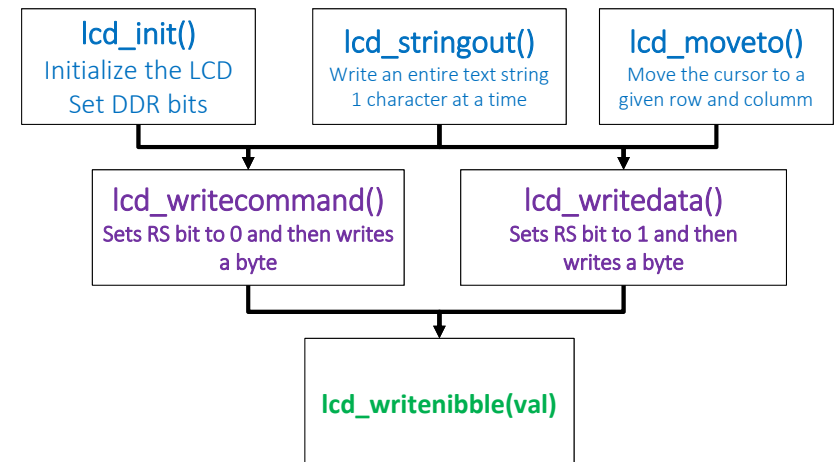 lcd_init()
Initialize the LCD
Set DDR bits
lcd_stringout()
Write an entire text string
1 character at a time
lcd_moveto()
Move the cursor to a
given row and columm
lcd_writecommand()
Sets RS bit to 0 and then writes
a byte
lcd_writedata()
Sets RS bit to 1 and then
writes a byte
lcd_writenibble(val)